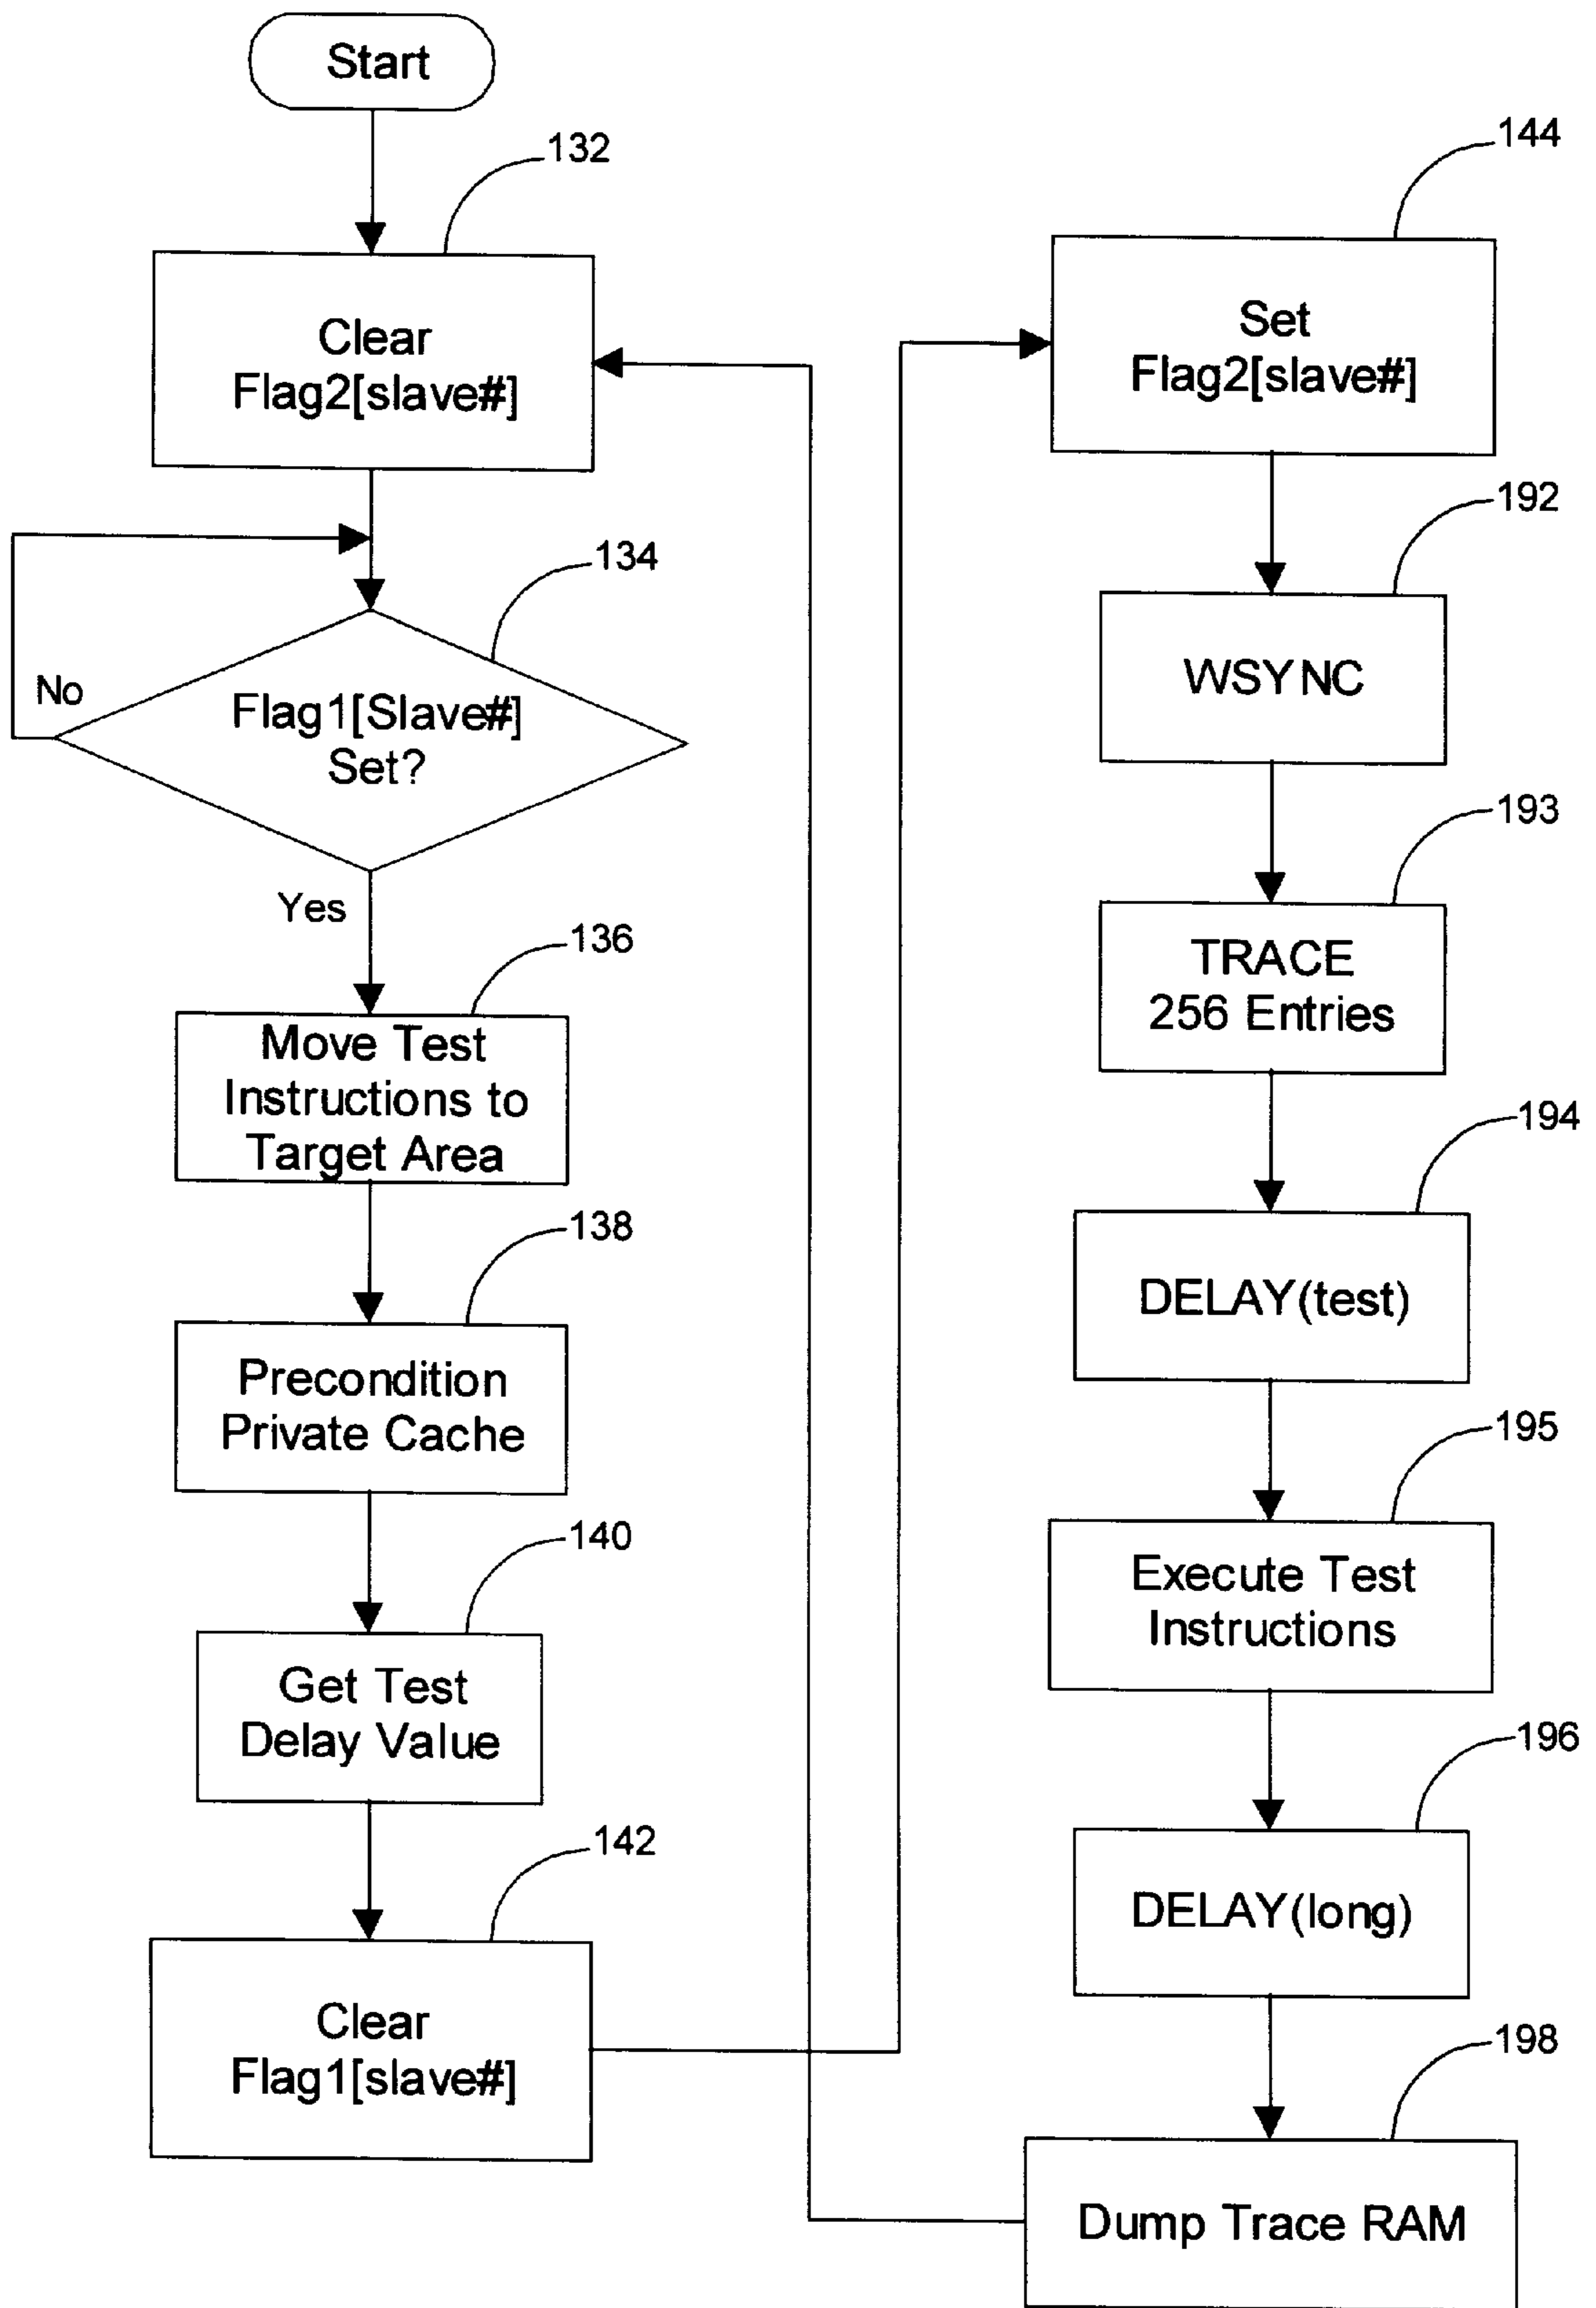 Start
132
Clear
Flag2[slave#]
134
No
Flag1[Slave#]
Set?
Yes
136
Move Test
Instructions to
Target Area
138
Precondition
Private Cache
140
Get Test
Delay Value
142
Clear
Flag1[slave#]
144
Set
Flag2[slave#]
192
WSYNC
193
TRACE
256 Entries
194
DELAY(test)
195
Execute Test
Instructions
196
DELAY(long)
198
Dump Trace RAM